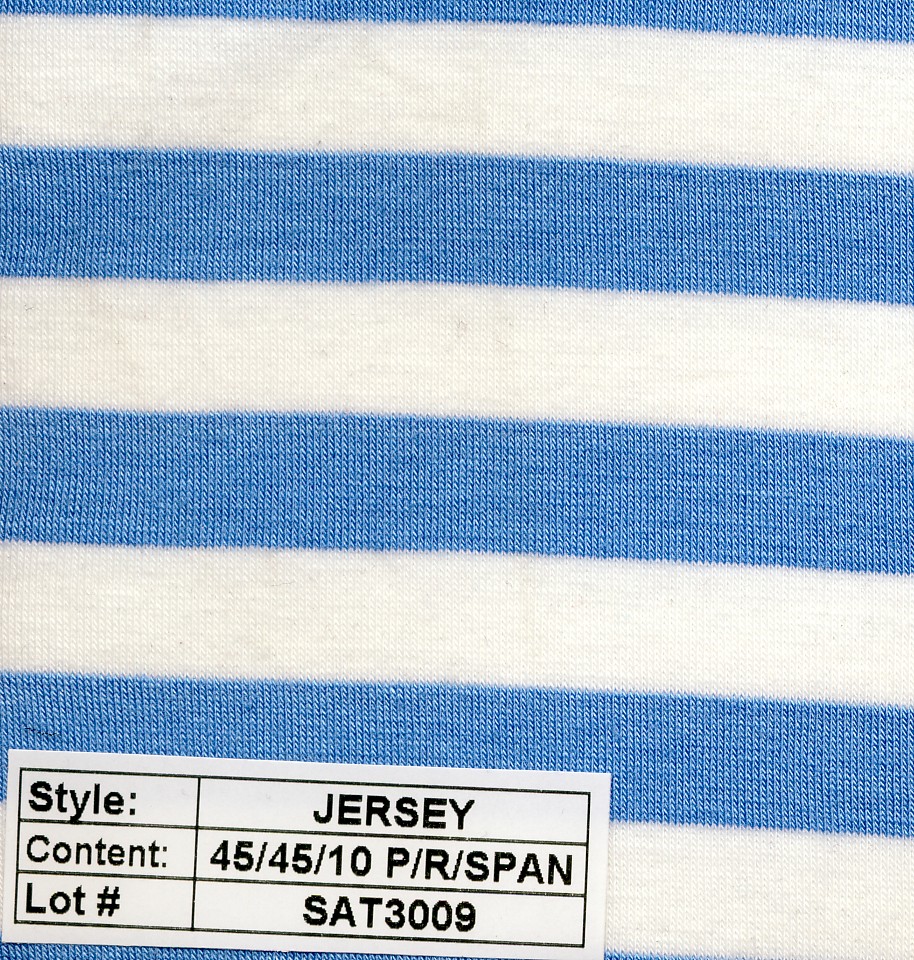 Style: JERSEY
Content: 45/45/10 P/R/SPAN
Lot # SAT3009